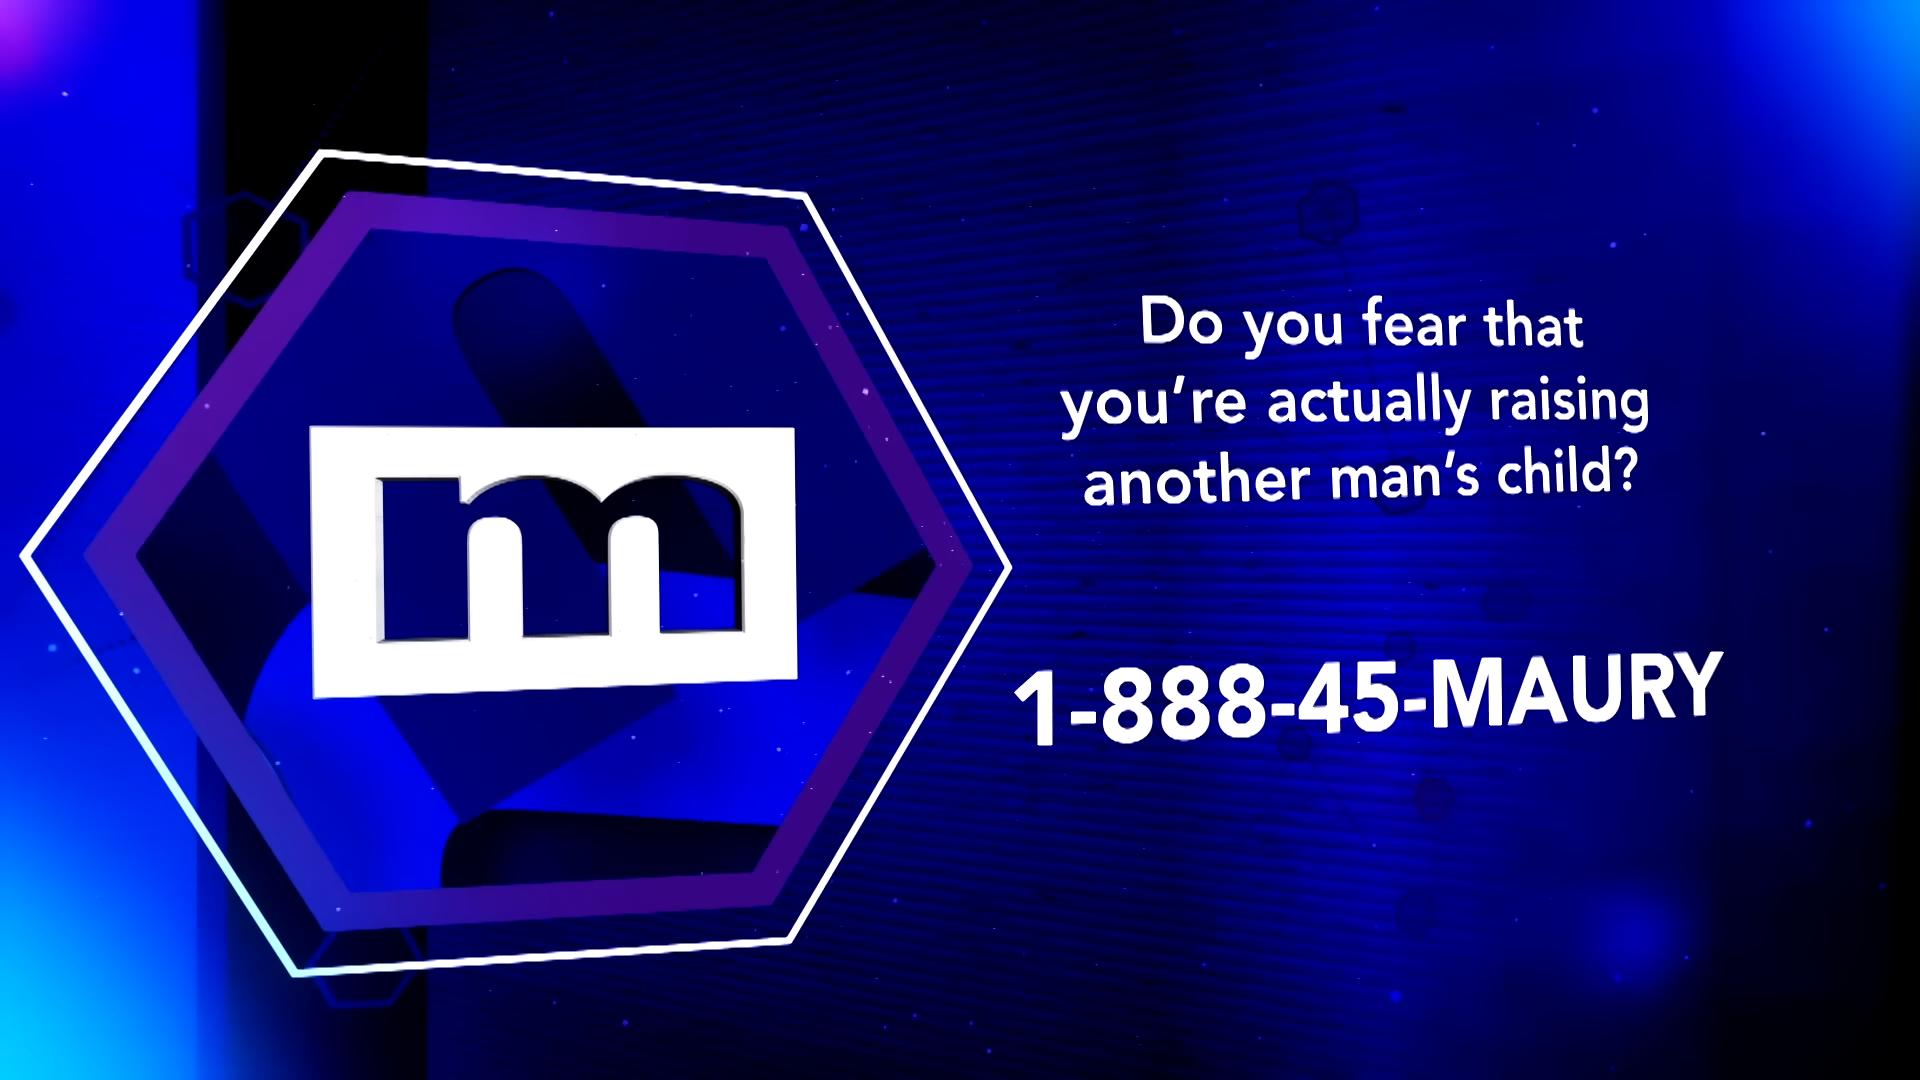 m
Do you fear that
you're actually raising
another man's child?
1-888-45-MAURY